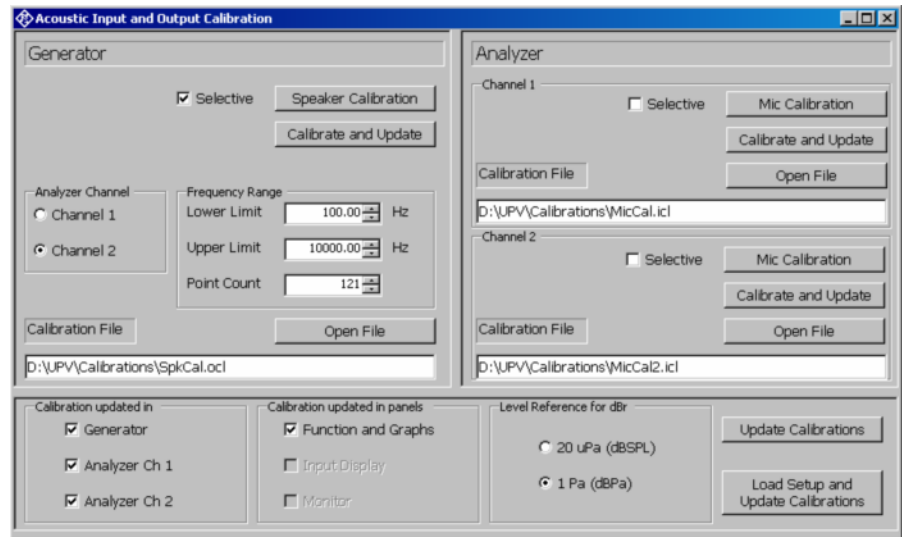 Acoustic Input and Output Calibration
Generator
Selective
Speaker Calibration
Calibrate and Update
Analyzer Channel
Channel 1
Channel 2
Frequency Range
Lower Limit 100.00 Hz
Upper Limit 10000.00 Hz
Point Count 121
Calibration File
Open File
D:\UPV\Calibrations\SpkCal.ocl
Analyzer
Channel 1
Selective
Mic Calibration
Calibrate and Update
Calibration File
Open File
D:\UPV\Calibrations\MicCal.icl
Channel 2
Selective
Mic Calibration
Calibrate and Update
Calibration File
Open File
D:\UPV\Calibrations\MicCal2.icl
Calibration updated in
Generator
Analyzer Ch 1
Analyzer Ch 2
Calibration updated in panels
Function and Graphs
Input Display
Monitor
Level Reference for dBr
20 uPa (dBSPL)
1 Pa (dBPa)
Update Calibrations
Load Setup and
Update Calibrations